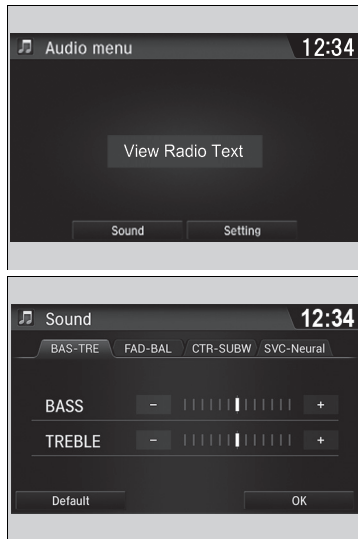 Audio menu 12:34
View Radio Text
Sound Setting
Sound 12:34
BAS-TRE FAD-BAL CTR-SUBW SVC-Neural
BASS - +
TREBLE - +
Default OK